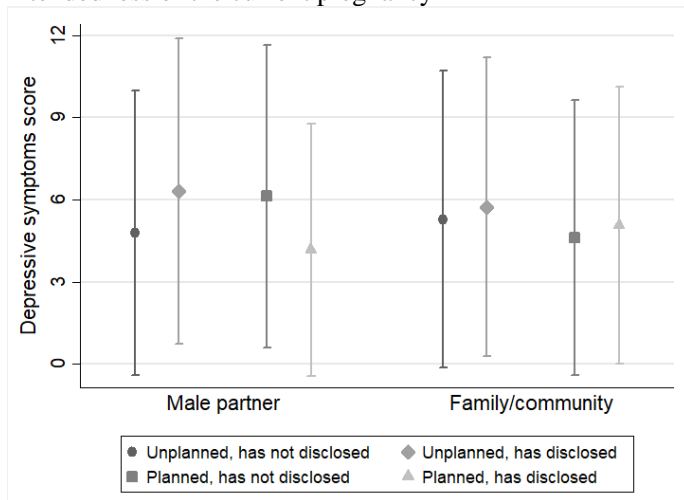 12
9
6
3
0
Depressive symptoms score
Male partner Family/community
Unplanned, has not disclosed Unplanned, has disclosed
Planned, has not disclosed Planned, has disclosed